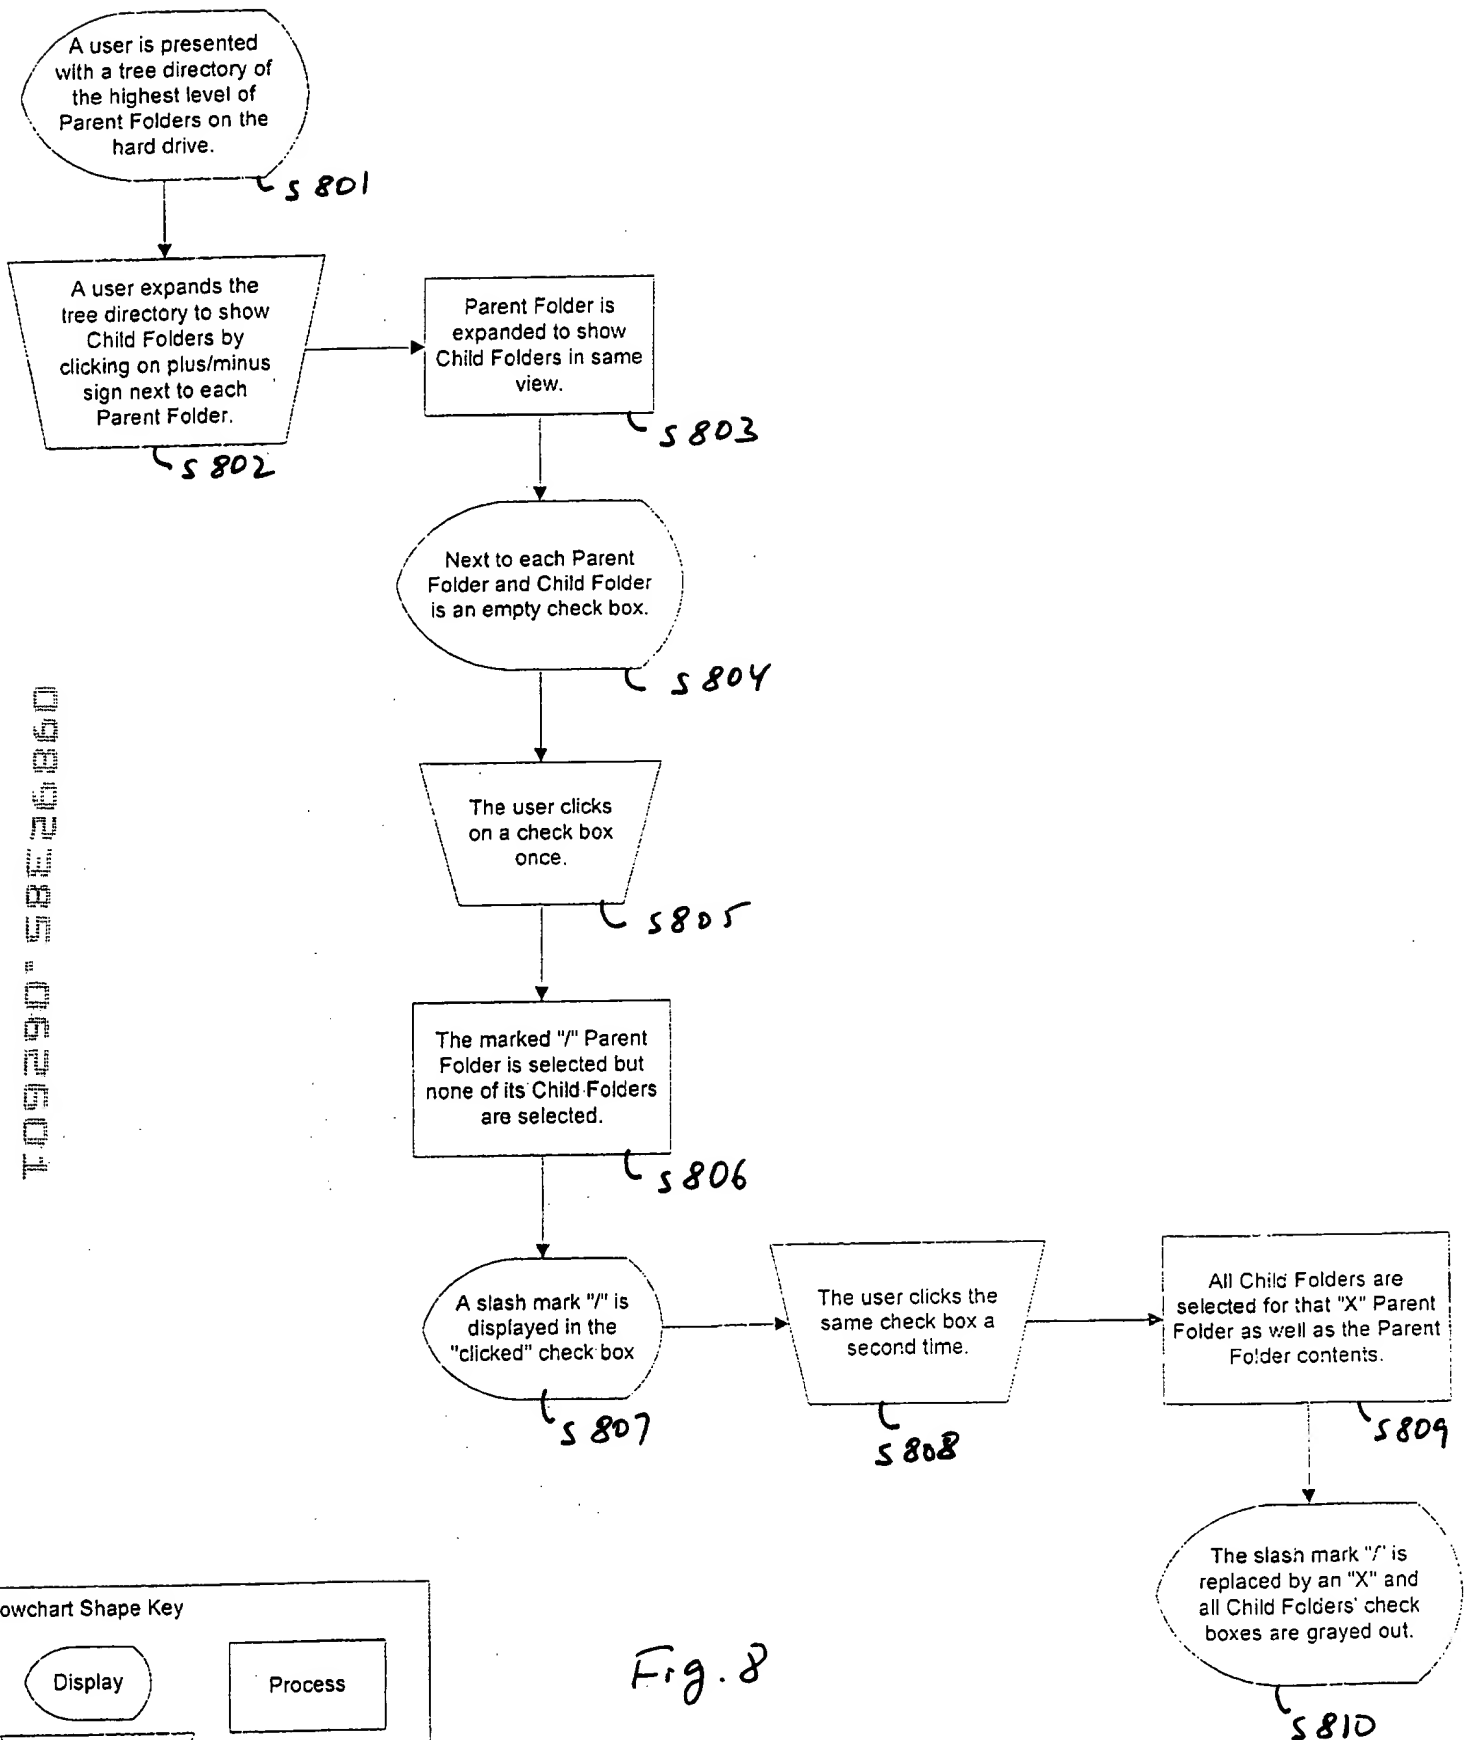 A user is presented
with a tree directory of
the highest level of
Parent Folders on the
hard drive.
S 801
A user expands the
tree directory to show
Child Folders by
clicking on plus/minus
sign next to each
Parent Folder.
S 802
Parent Folder is
expanded to show
Child Folders in same
view.
S 803
Next to each Parent
Folder and Child Folder
is an empty check box.
S 804
The user clicks
on a check box
once.
S 805
The marked "/" Parent
Folder is selected but
none of its Child Folders
are selected.
S 806
A slash mark "/" is
displayed in the
"clicked" check box
S 807
The user clicks the
same check box a
second time.
S 808
All Child Folders are
selected for that "X" Parent
Folder as well as the Parent
Folder contents.
S 809
The slash mark "/" is
replaced by an "X" and
all Child Folders' check
boxes are grayed out.
S 810
09892385.062601
owchart Shape Key
Display
Process
Fig. 8